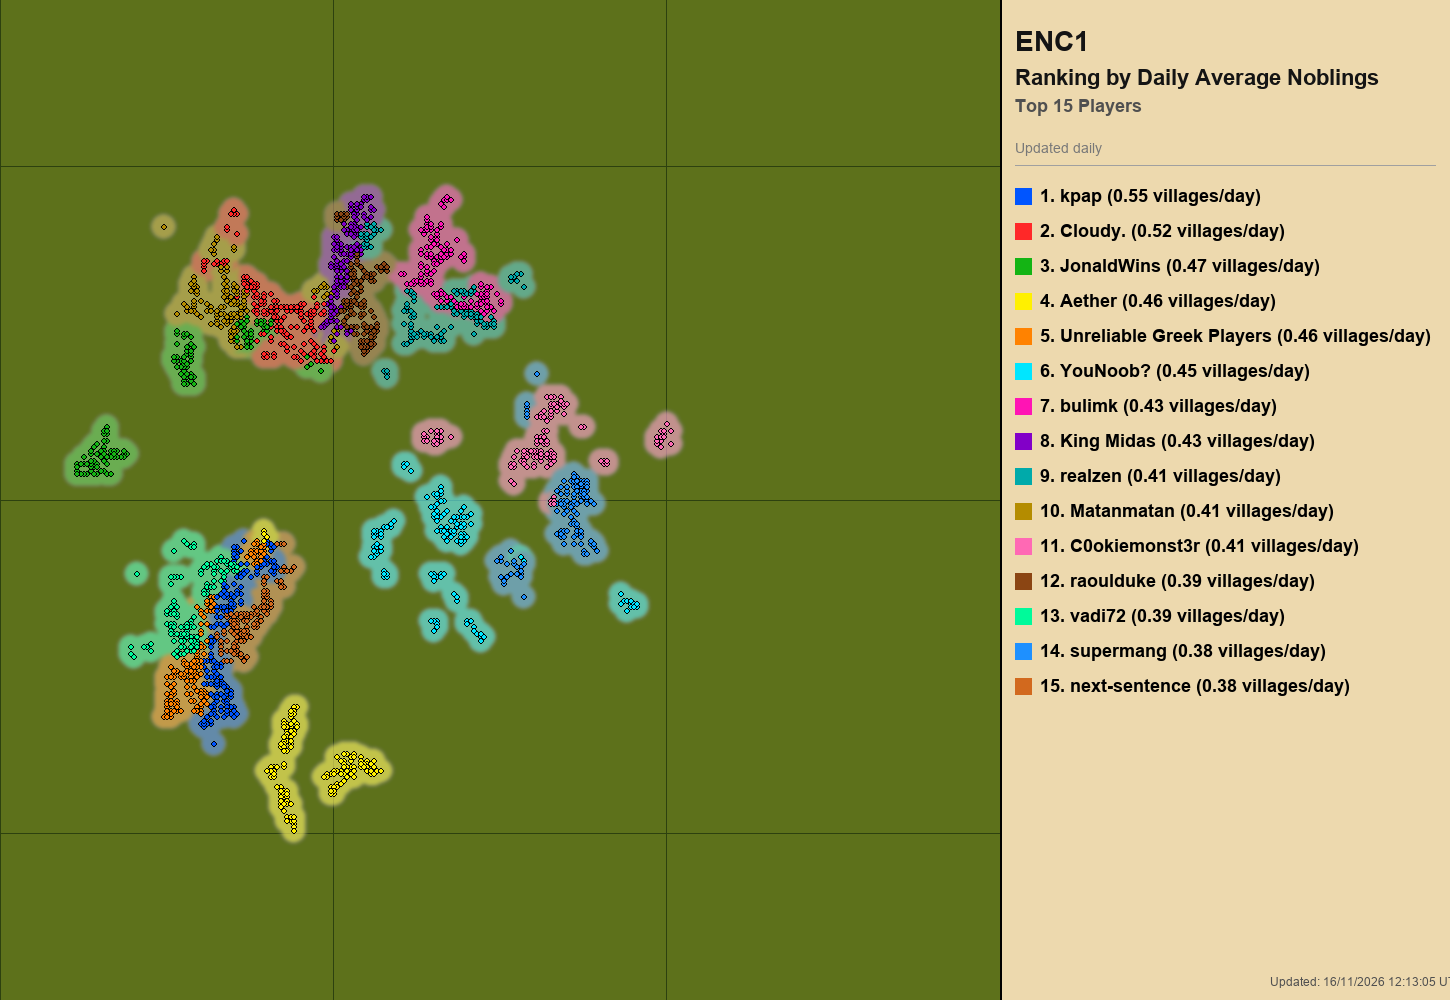 ENC1
Ranking by Daily Average Noblings
Top 15 Players
Updated daily
1. kpap (0.55 villages/day)
2. Cloudy. (0.52 villages/day)
3. JonaldWins (0.47 villages/day)
4. Aether (0.46 villages/day)
5. Unreliable Greek Players (0.46 villages/day)
6. YouNoob? (0.45 villages/day)
7. bulimk (0.43 villages/day)
8. King Midas (0.43 villages/day)
9. realzen (0.41 villages/day)
10. Matanmatan (0.41 villages/day)
11. C0okiemonst3r (0.41 villages/day)
12. raoulduke (0.39 villages/day)
13. vadi72 (0.39 villages/day)
14. supermang (0.38 villages/day)
15. next-sentence (0.38 villages/day)
Updated: 16/11/2026 12:13:05